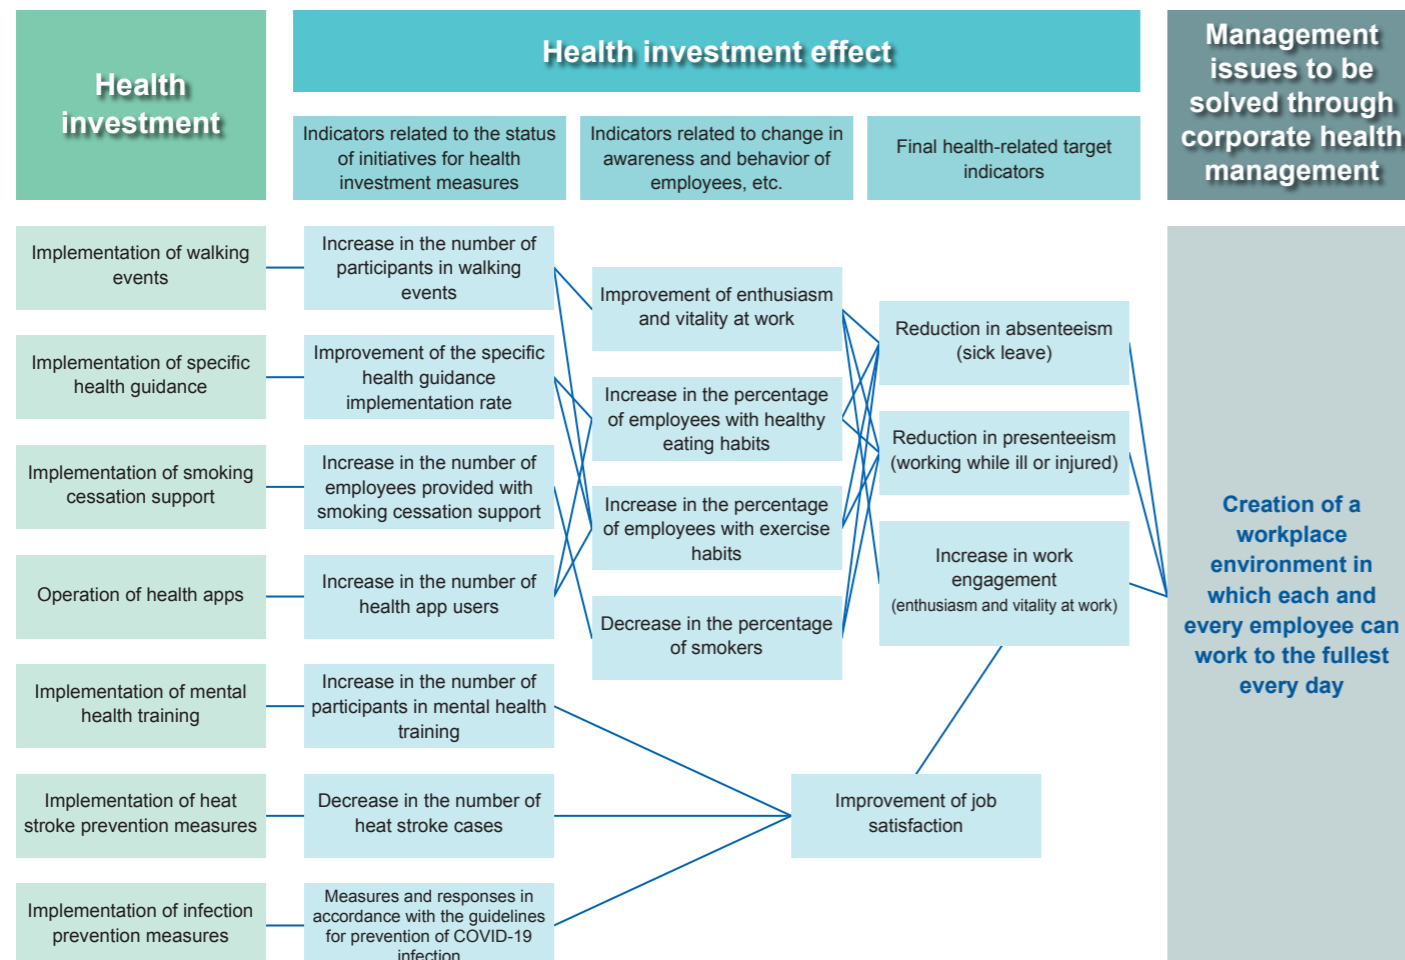 Health
investment
Health investment effect
Management
issues to be
solved through
corporate health
management
Indicators related to the status
of initiatives for health
investment measures
Indicators related to change in
awareness and behavior of
employees, etc.
Final health-related target
indicators
Implementation of walking
events
Increase in the number of
participants in walking
events
Improvement of enthusiasm
and vitality at work
Reduction in absenteeism
(sick leave)
Implementation of specific
health guidance
Improvement of the specific
health guidance
implementation rate
Increase in the percentage
of employees with healthy
eating habits
Reduction in presenteeism
(working while ill or injured)
Implementation of smoking
cessation support
Increase in the number of
employees provided with
smoking cessation support
Increase in the percentage
of employees with exercise
habits
Increase in work
engagement
(enthusiasm and vitality at work)
Operation of health apps
Increase in the number of
health app users
Decrease in the percentage
of smokers
Creation of a
workplace
environment in
which each and
every employee can
work to the fullest
every day
Implementation of mental
health training
Increase in the number of
participants in mental health
training
Implementation of heat
stroke prevention measures
Decrease in the number of
heat stroke cases
Improvement of job
satisfaction
Implementation of infection
prevention measures
Measures and responses in
accordance with the guidelines
for prevention of COVID-19
infection